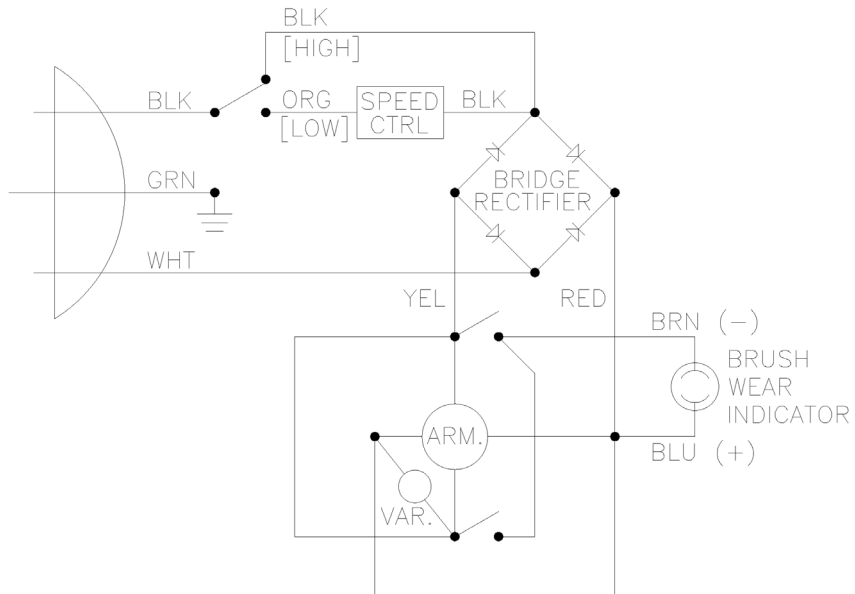 BLK
[HIGH]
BLK
ORG
[LOW]
SPEED
CTRL
BLK
GRN
BRIDGE
RECTIFIER
WHT
YEL
RED
BRN (-)
BRUSH
WEAR
INDICATOR
ARM.
BLU (+)
VAR.